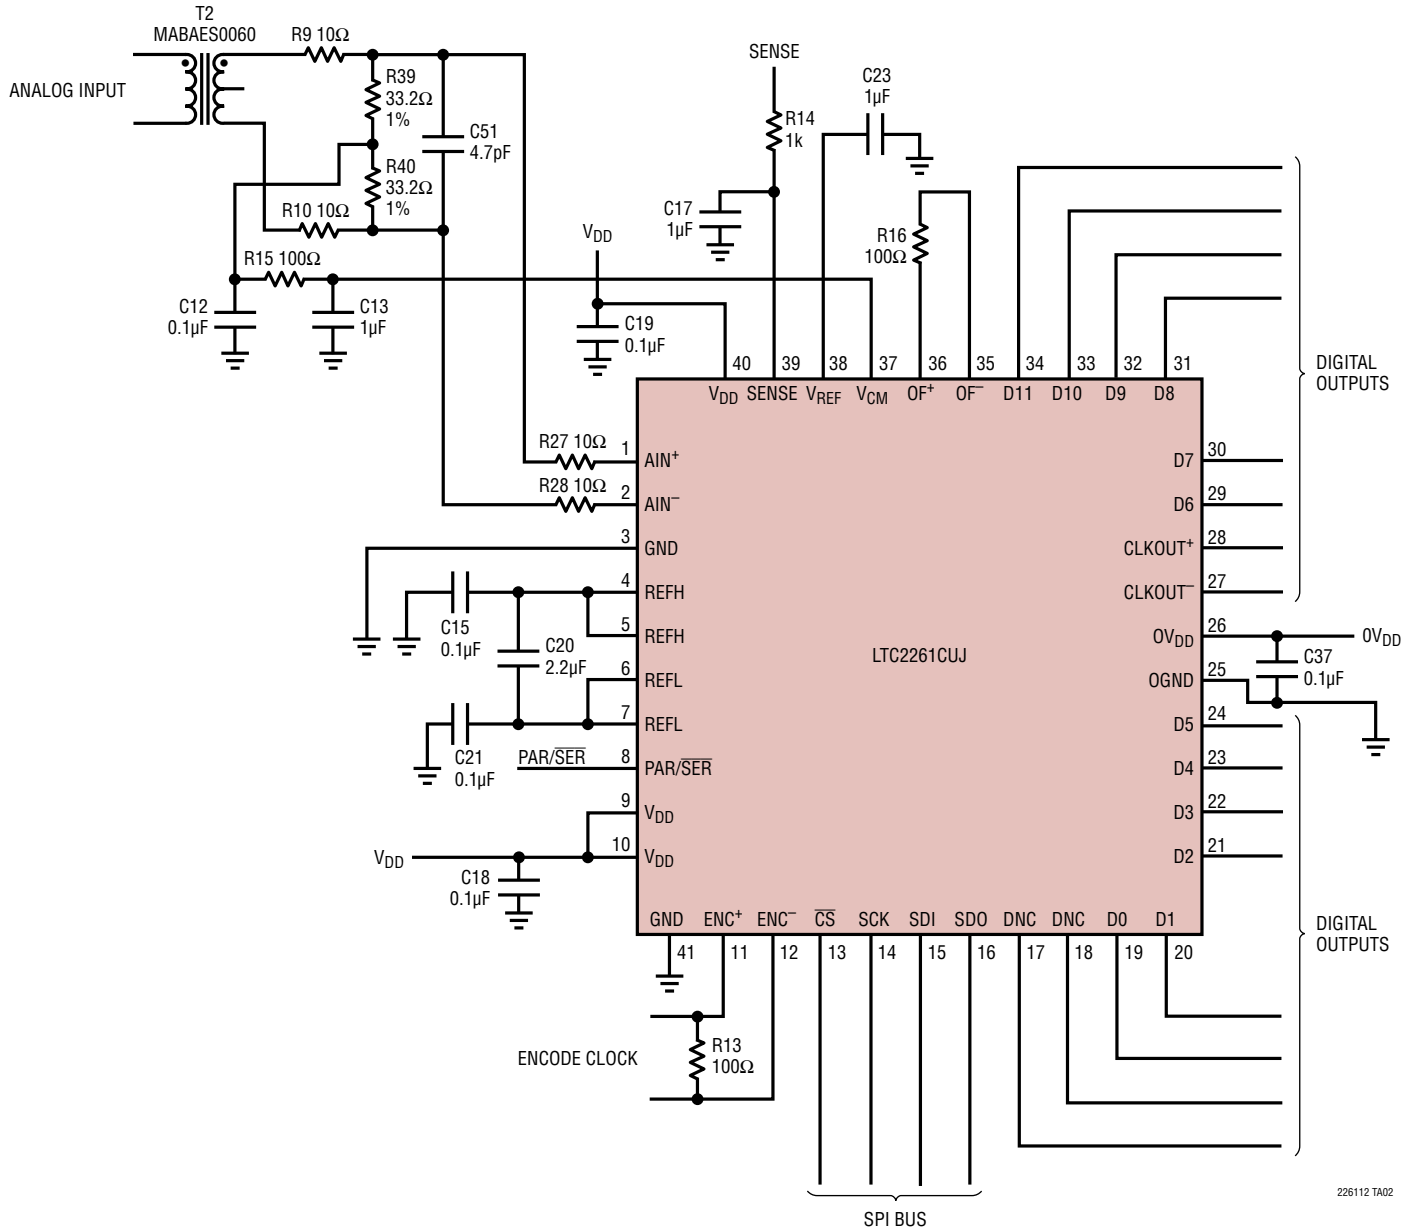 T2
MABAES0060
R9 10Ω
ANALOG INPUT
R39
33.2Ω
1%
C51
4.7pF
R40
33.2Ω
1%
R10 10Ω
R15 100Ω
C12
0.1µF
C13
1µF
SENSE
R14
1k
C23
1µF
C17
1µF
R16
100Ω
VDD
C19
0.1µF
40
39
38
37
36
35
34
33
32
31
VDD
SENSE
VREF
VCM
OF+
OF–
D11
D10
D9
D8
DIGITAL
OUTPUTS
R27 10Ω
1
AIN+
R28 10Ω
2
AIN–
3
GND
4
REFH
C15
0.1µF
5
REFH
C20
2.2µF
6
REFL
7
REFL
C21
0.1µF
PAR/SER
8
PAR/SER
9
VDD
VDD
10
VDD
C18
0.1µF
LTC2261CUJ
D7
30
D6
29
CLKOUT+
28
CLKOUT–
27
OVDD
26
0VDD
C37
0.1µF
OGND
25
D5
24
D4
23
D3
22
D2
21
GND
ENC+
ENC–
CS
SCK
SDI
SDO
DNC
DNC
D0
D1
41
11
12
13
14
15
16
17
18
19
20
DIGITAL
OUTPUTS
ENCODE CLOCK
R13
100Ω
SPI BUS
226112 TA02